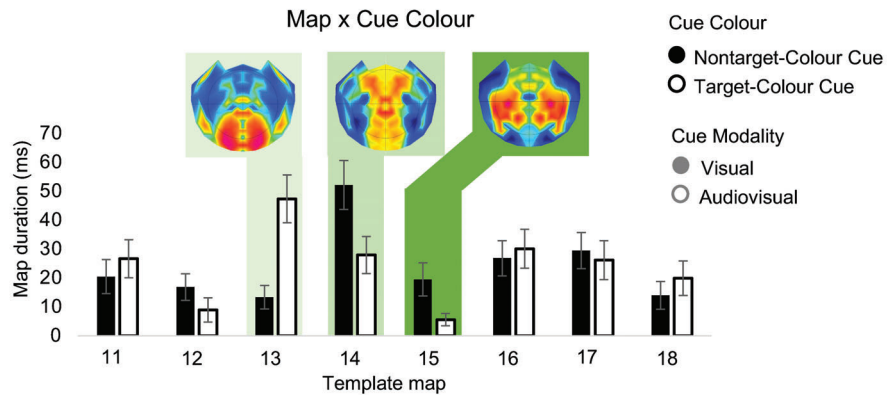 Map x Cue Colour
Cue Colour
Nontarget-Colour Cue
Target-Colour Cue
Cue Modality
Visual
Audiovisual
Map duration (ms)
70
60
50
40
30
20
10
0
11 12 13 14 15 16 17 18
Template map